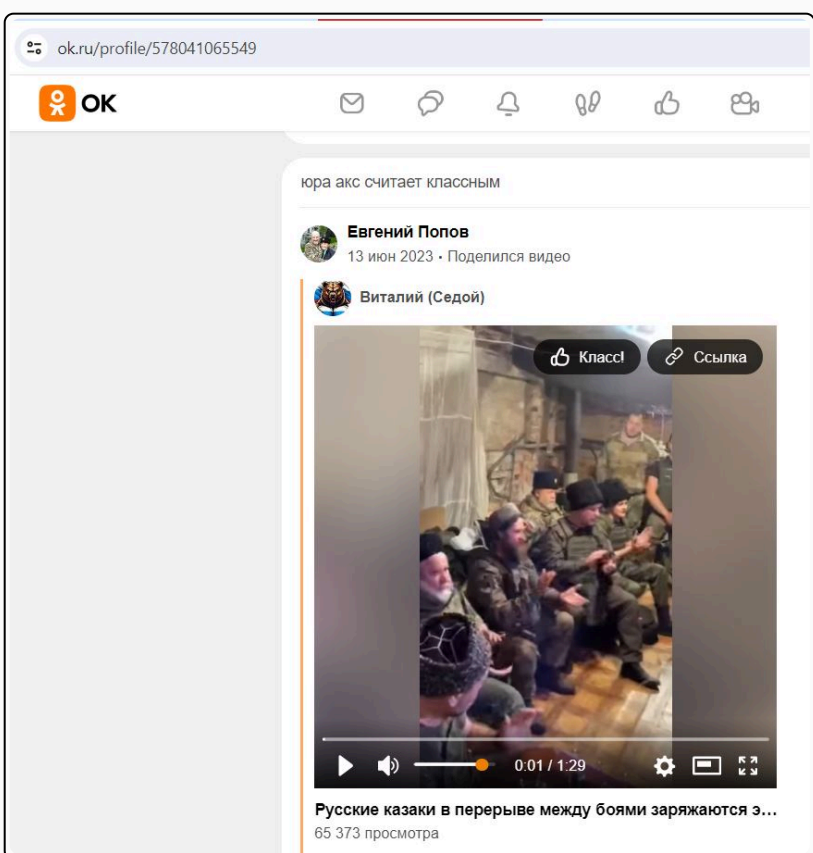 ok.ru/profile/578041065549
ОК
юра акс считает классным
Евгений Попов
13 июн 2023 • Поделился видео
Виталий (Седой)
Класс!
Ссылка
0:01 / 1:29
Русские казаки в перерыве между боями заряжаются э...
65 373 просмотра